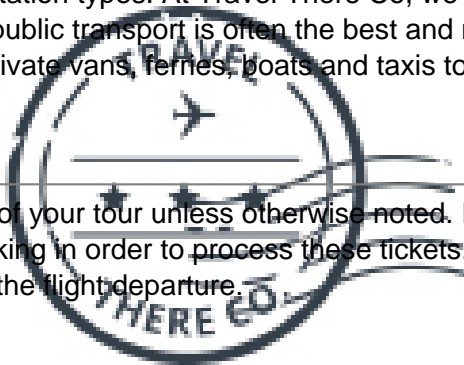 tation types. At Travel There Co, we
public transport is often the best and
ivate vans, ferries, boats and taxis to
TRAVEL
of your tour unless otherwise noted.
king in order to process these tickets.
the flight departure.
THERE CO.